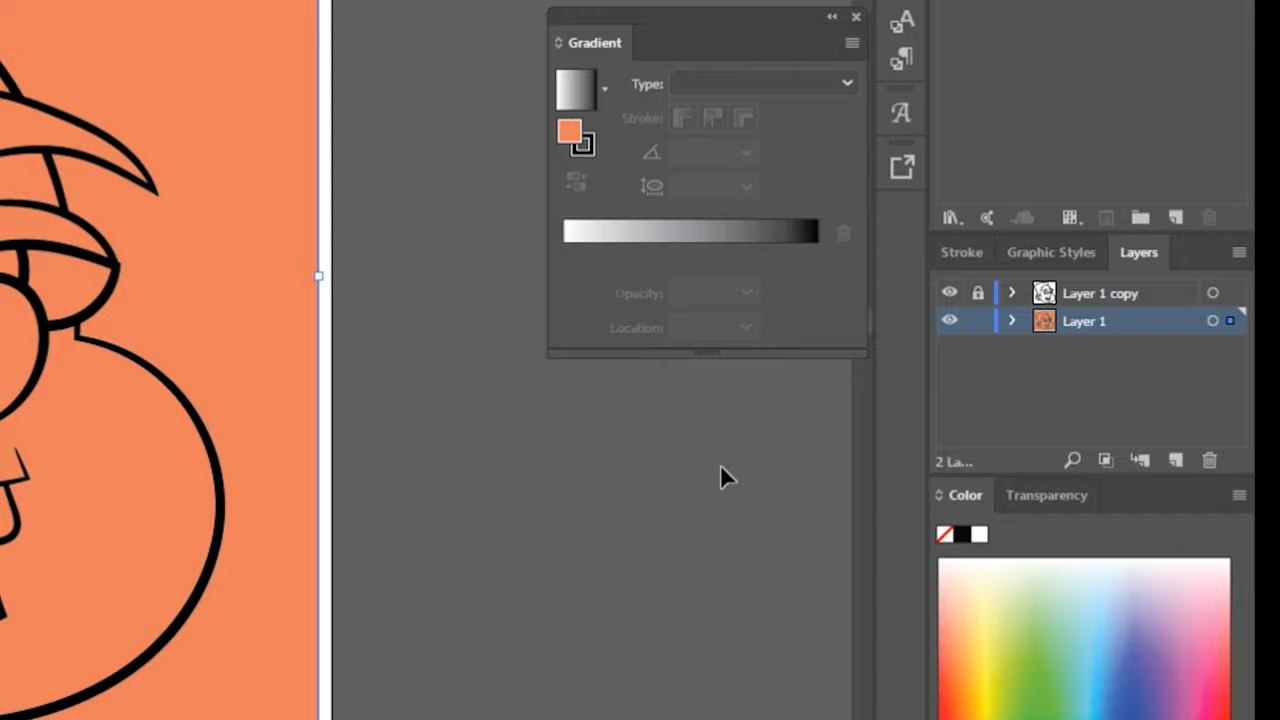 Gradient
Type:
Stroke:
Opacity:
Location:
Stroke
Graphic Styles
Layers
Layer 1 copy
Layer 1
2 La...
Color
Transparency